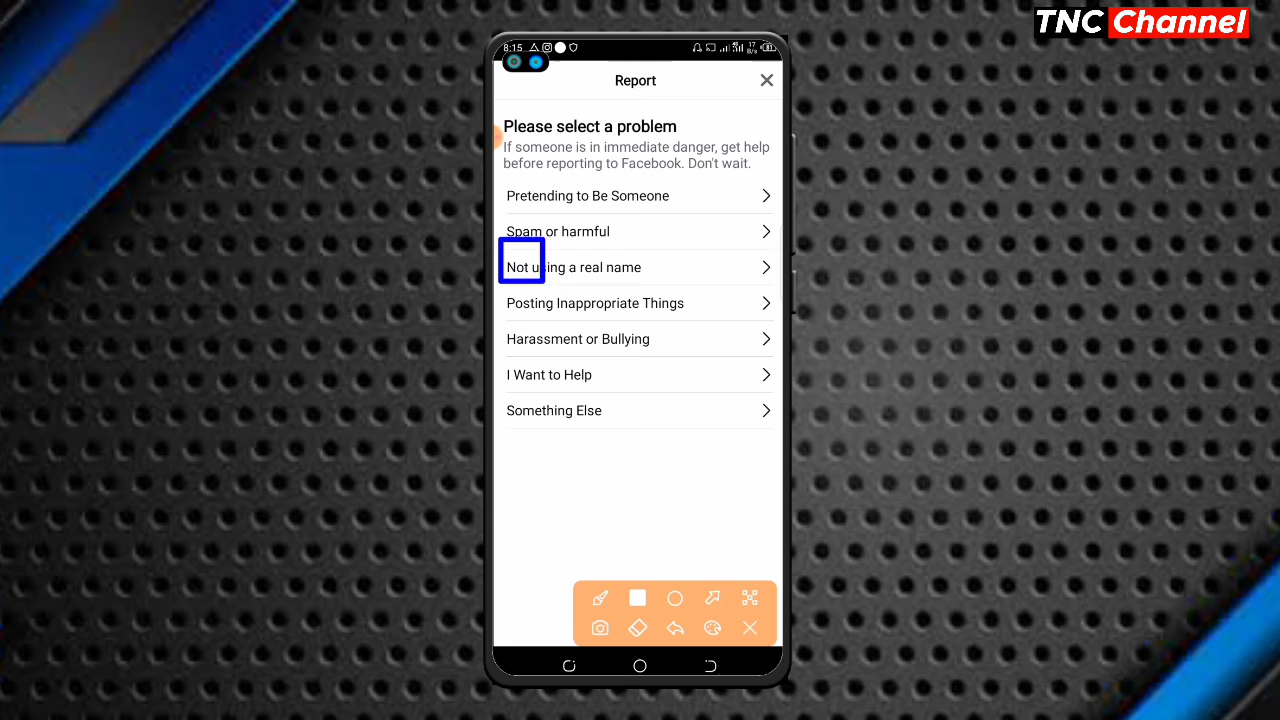 TNC Channel
8:15
17
B/s
Report
Please select a problem
If someone is in immediate danger, get help
before reporting to Facebook. Don't wait.
Pretending to Be Someone
Spam or harmful
Not using a real name
Posting Inappropriate Things
Harassment or Bullying
I Want to Help
Something Else